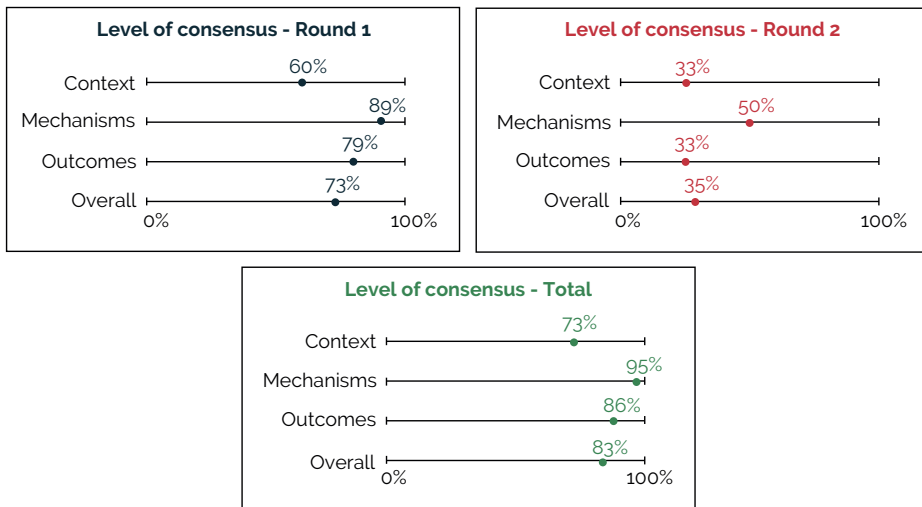 Level of consensus - Round 1
60%
Context
89%
Mechanisms
79%
Outcomes
73%
Overall
0%
100%
Level of consensus - Round 2
33%
Context
50%
Mechanisms
33%
Outcomes
35%
Overall
0%
100%
Level of consensus - Total
73%
Context
95%
Mechanisms
86%
Outcomes
83%
Overall
0%
100%